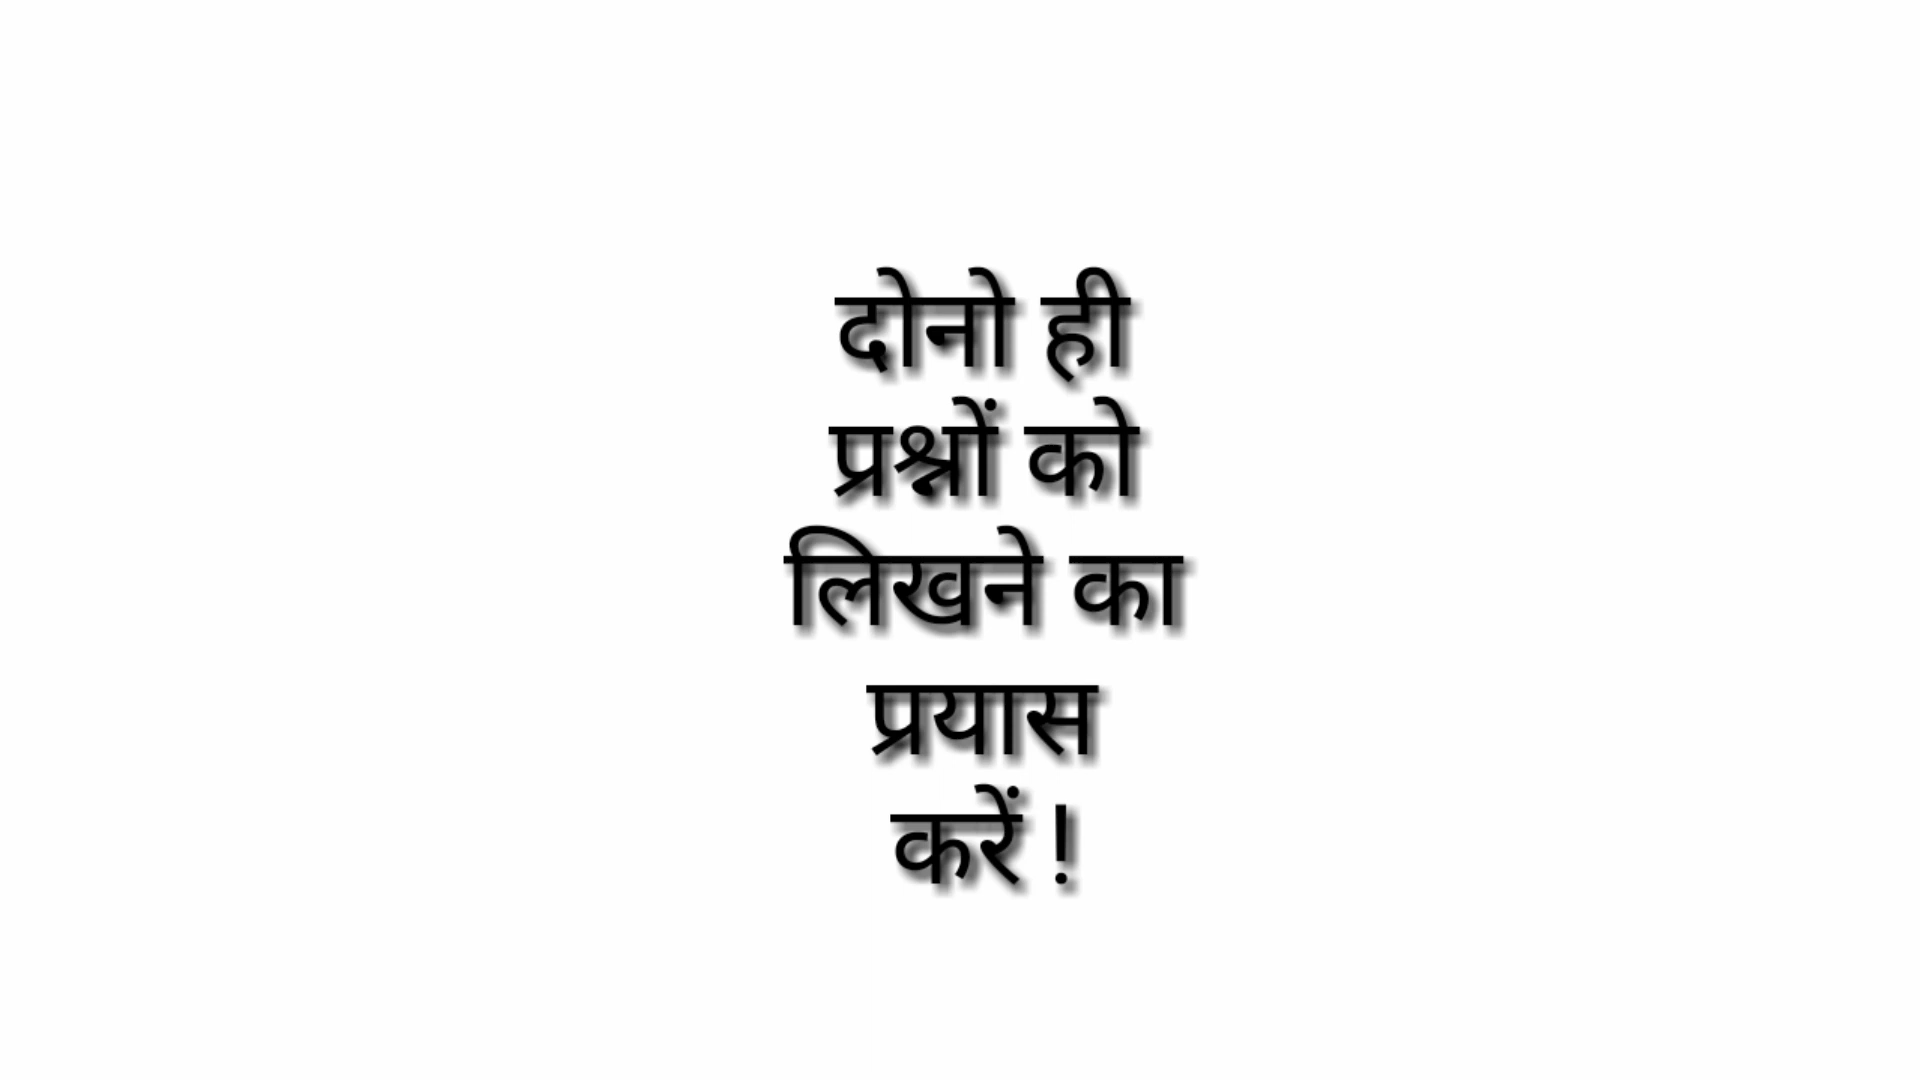 दोनो ही
प्रश्नों को
लिखने का
प्रयास
करें !